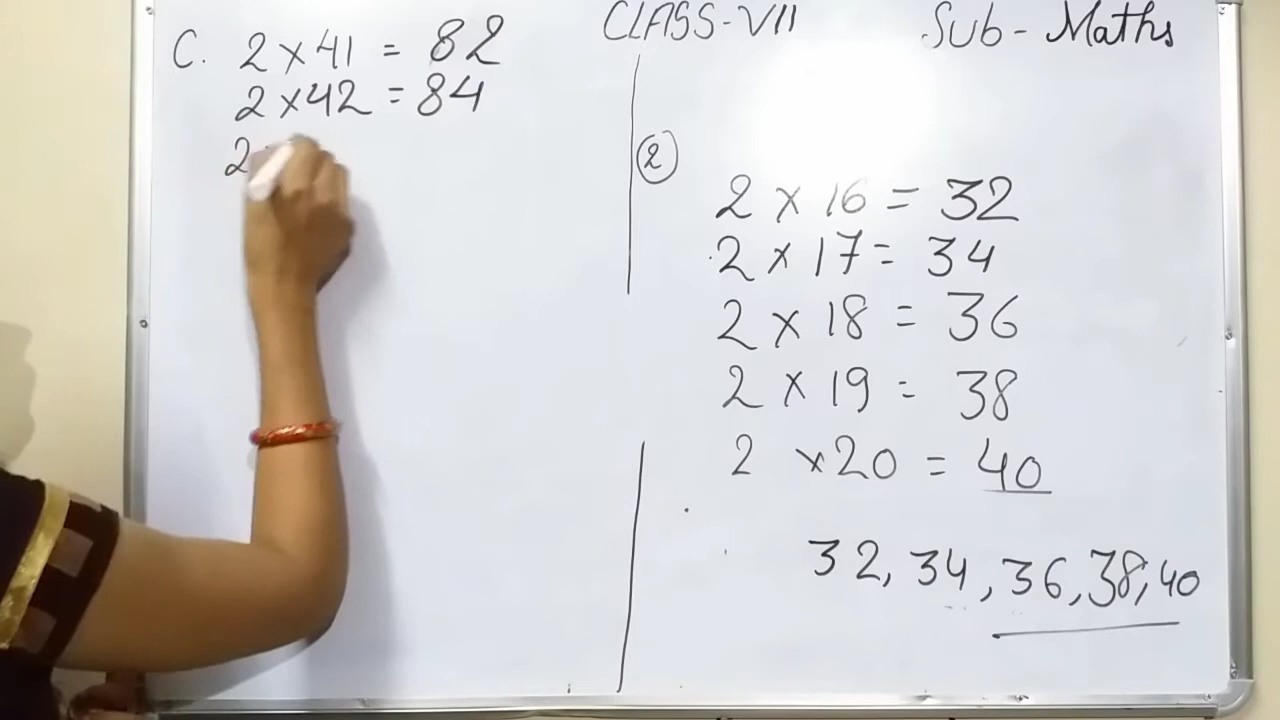 CLASS-VII Sub-Maths
C. 2×41 = 82
2×42 = 84
2
②
2 × 16 = 32
2 × 17 = 34
2 × 18 = 36
2 × 19 = 38
2 ×20 = 40
32, 34, 36, 38, 40